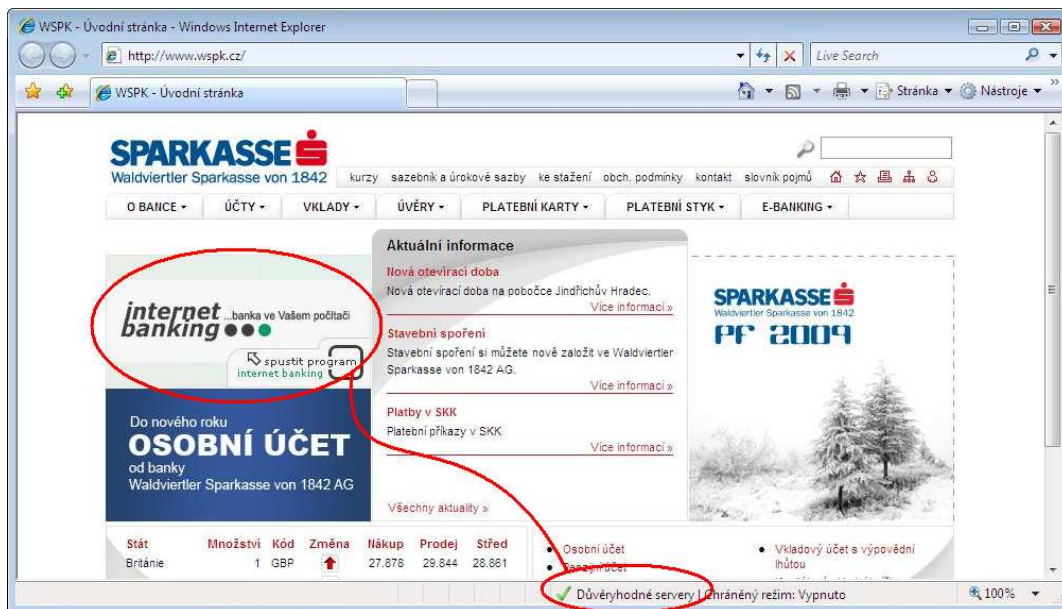 WSPK - Úvodní stránka - Windows Internet Explorer
http://www.wspk.cz/
Live Search
WSPK - Úvodní stránka
Stránka
Nástroje
SPARKASSE
Waldviertler Sparkasse von 1842
kurzy sazebník a úrokové sazby ke stažení obch. podmínky kontakt slovník pojmů
O BANCE ÚČTY VKLADY ÚVĚRY PLATEBNÍ KARTY PLATEBNÍ STYK E-BANKING
internet banking ...banka ve Vašem počítači
spustit program
internet banking
Do nového roku
OSOBNÍ ÚČET
od banky
Waldviertler Sparkasse von 1842 AG
Aktuální informace
Nová otevírací doba
Nová otevírací doba na pobočce Jindřichův Hradec.
Více informací »
Stavební spoření
Stavební spoření si můžete nově založit ve Waldviertler
Sparkasse von 1842 AG.
Více informací »
Platby v SKK
Platební příkazy v SKK
Více informací »
Všechny aktuality »
SPARKASSE
Waldviertler Sparkasse von 1842
PF 2009
Stát Množství Kód Změna Nákup Prodej Střed
Británie 1 GBP 27.878 29.844 28.861
Osobní účet
účet
Vkladový účet s výpovědní
lhůtou
Důvěryhodné servery | Chráněný režim: Vypnuto
100%